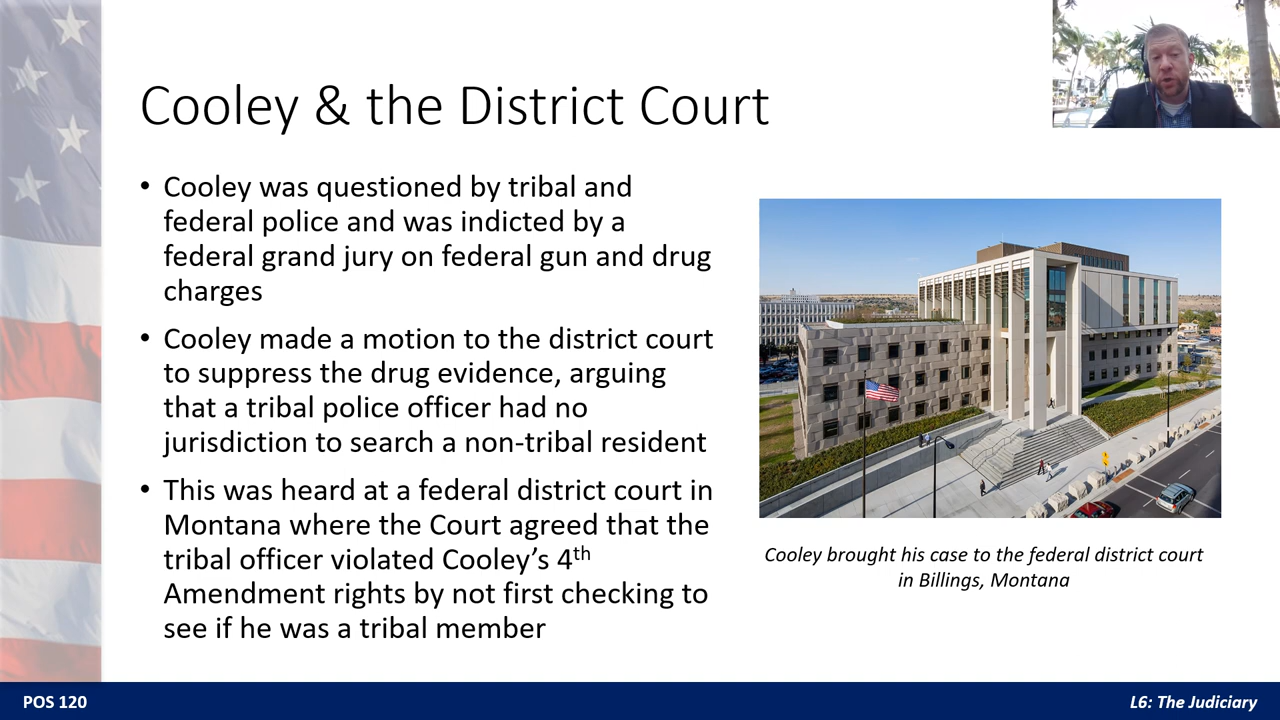 Cooley & the District Court
• Cooley was questioned by tribal and
federal police and was indicted by a
federal grand jury on federal gun and drug
charges
• Cooley made a motion to the district court
to suppress the drug evidence, arguing
that a tribal police officer had no
jurisdiction to search a non-tribal resident
• This was heard at a federal district court in
Montana where the Court agreed that the
tribal officer violated Cooley’s 4th
Amendment rights by not first checking to
see if he was a tribal member
Cooley brought his case to the federal district court
in Billings, Montana
POS 120
L6: The Judiciary